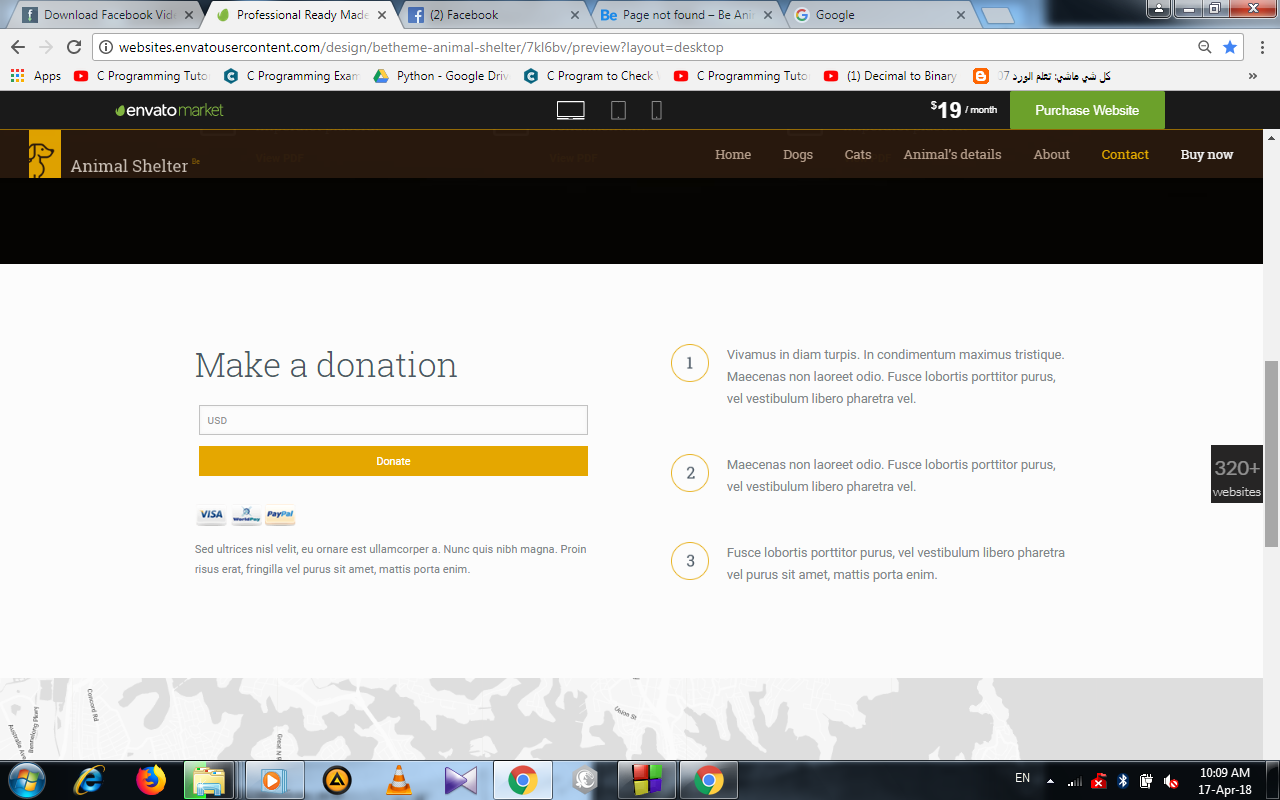 Download Facebook Vid
Professional Ready Made
(2) Facebook
Be Page not found – Be Ani
Google
websites.envatousercontent.com/design/betheme-animal-shelter/7kl6bv/preview?layout=desktop
Apps
C Programming Tuto
C Programming Exam
Python - Google Driv
C Program to Check
C Programming Tuto
(1) Decimal to Binary
كل شي هاشي: تعلم الورد 07
»
envatomarket
$19 / month
Purchase Website
Animal Shelter Be
Home
Dogs
Cats
Animal's details
About
Contact
Buy now
Make a donation
USD
Donate
VISA
WorldPay
PayPal
Sed ultrices nisl velit, eu ornare est ullamcorper a. Nunc quis nibh magna. Proin
risus erat, fringilla vel purus sit amet, mattis porta enim.
1
Vivamus in diam turpis. In condimentum maximus tristique.
Maecenas non laoreet odio. Fusce lobortis porttitor purus,
vel vestibulum libero pharetra vel.
2
Maecenas non laoreet odio. Fusce lobortis porttitor purus,
vel vestibulum libero pharetra vel.
3
Fusce lobortis porttitor purus, vel vestibulum libero pharetra
vel purus sit amet, mattis porta enim.
320+
websites
Concord Rd
Union St
EN
10:09 AM
17-Apr-18